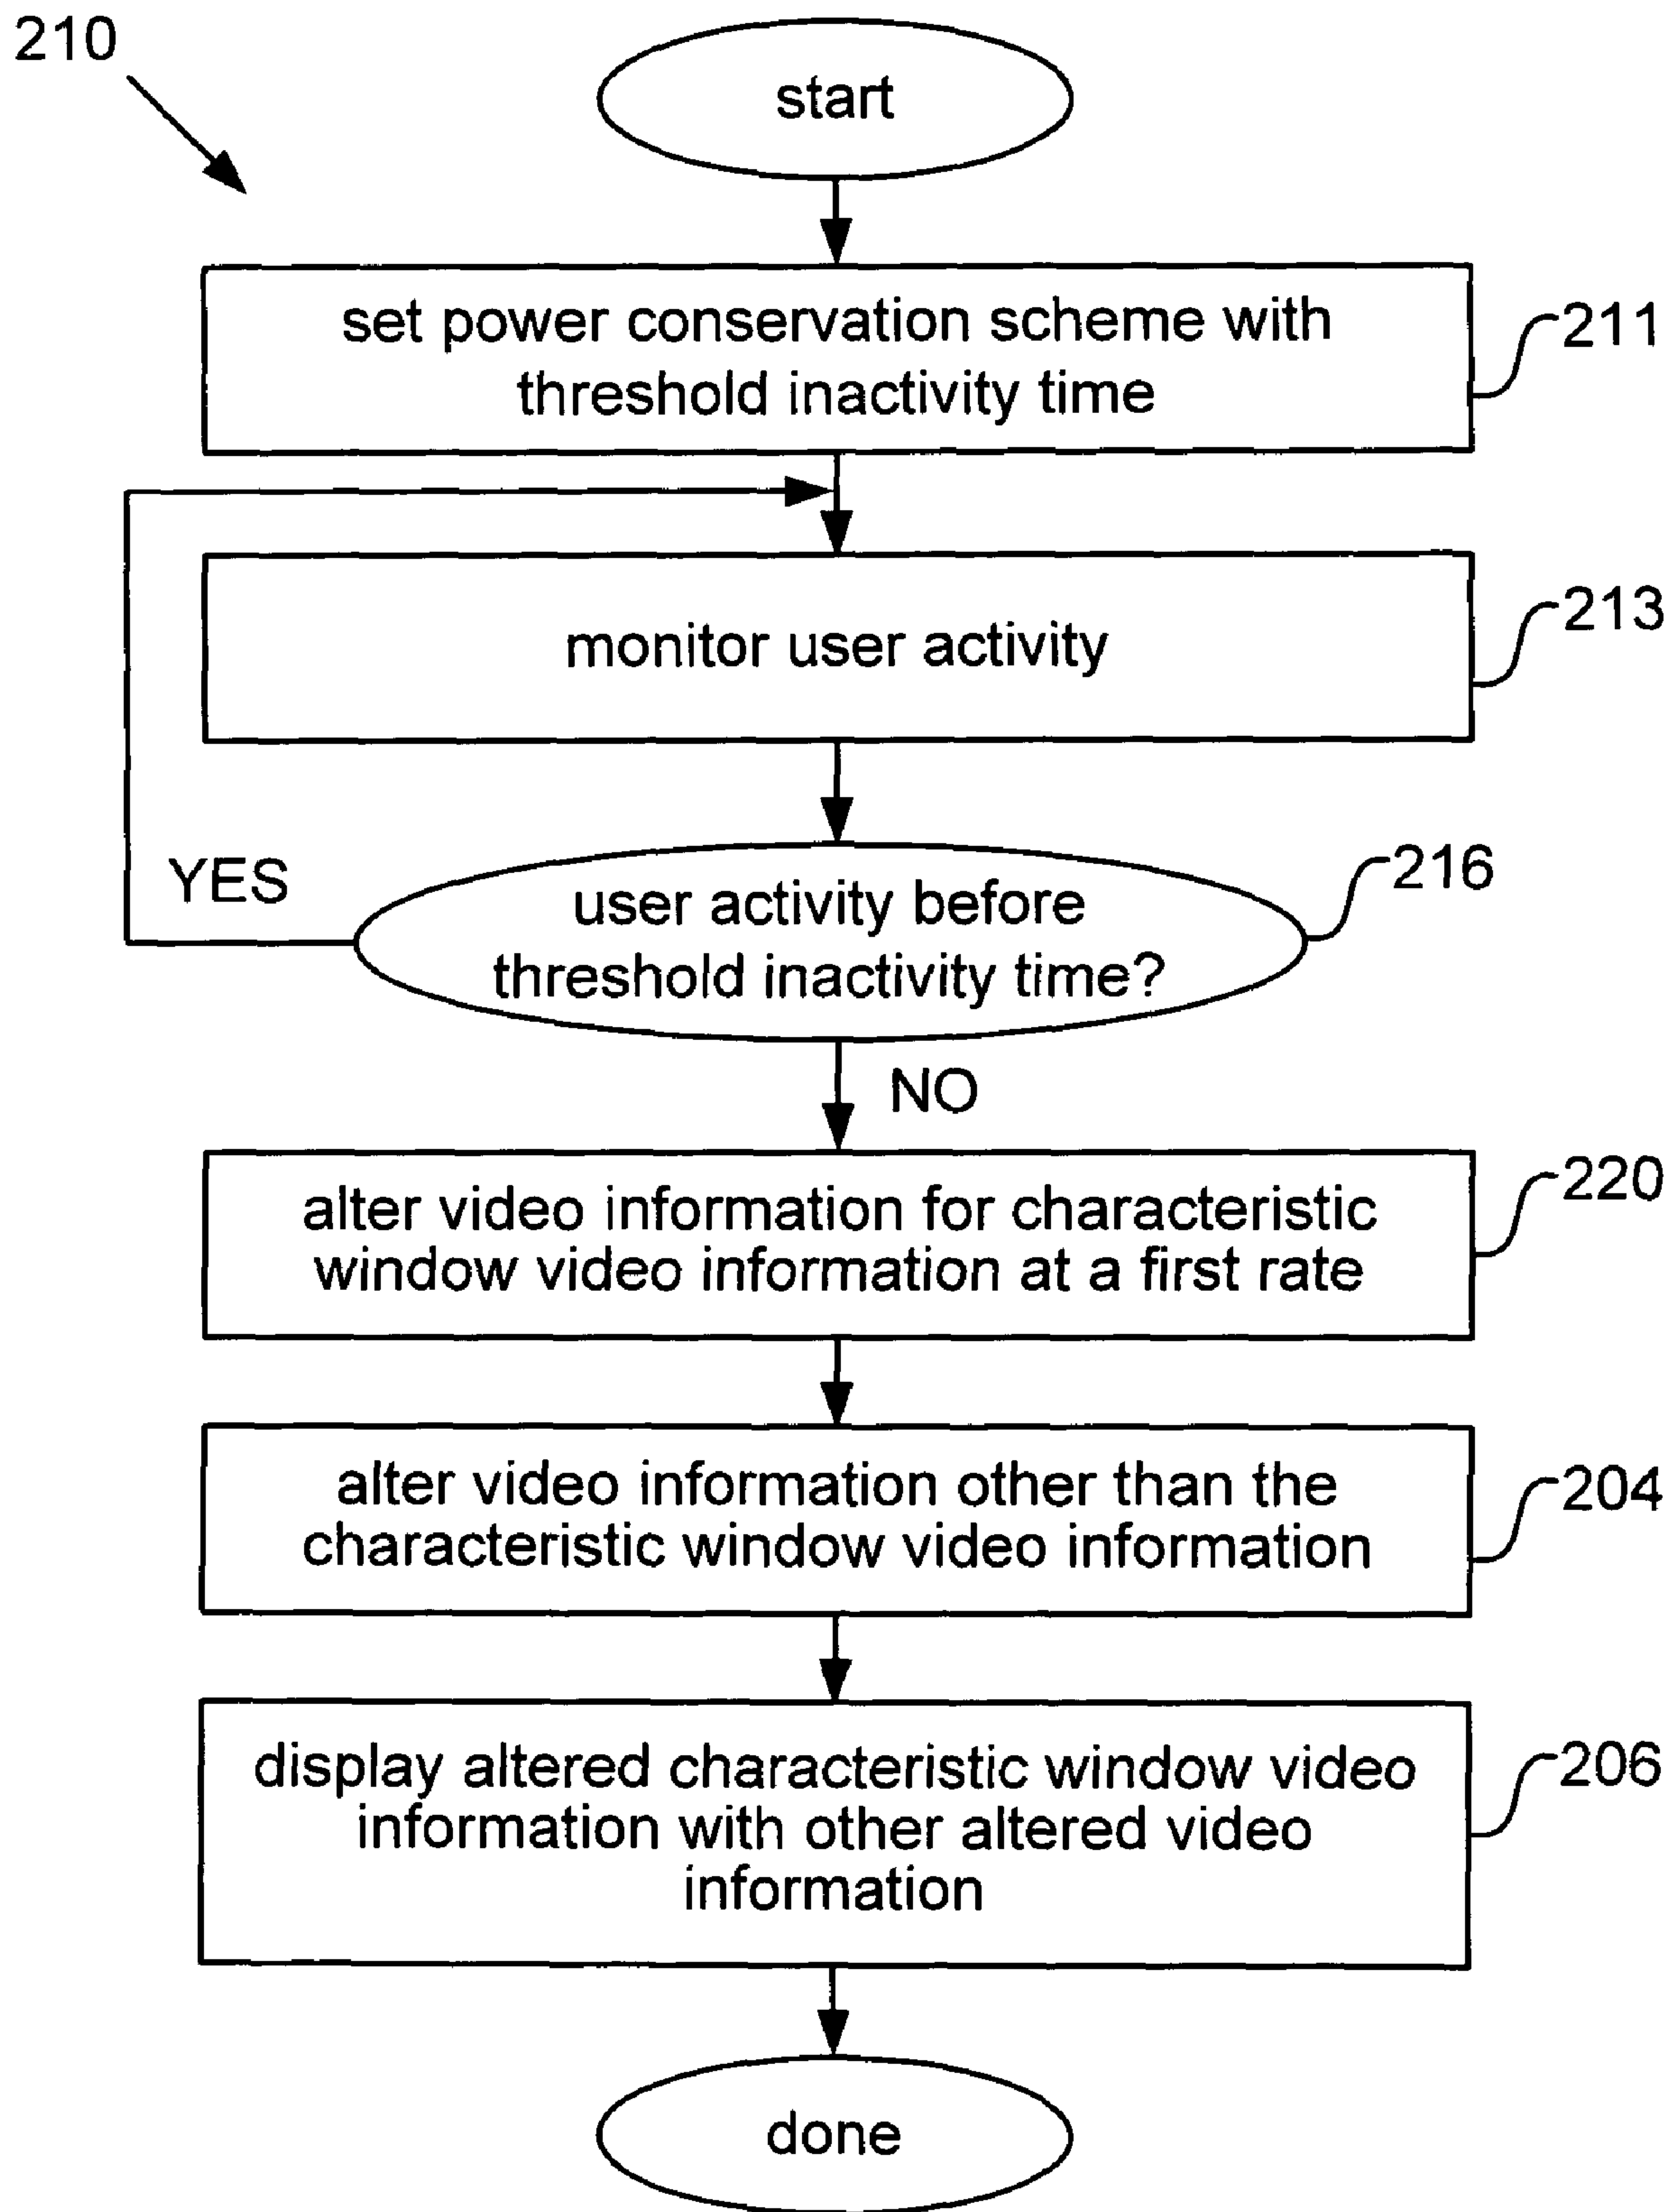 210
start
set power conservation scheme with
threshold inactivity time
211
monitor user activity
213
YES
user activity before
threshold inactivity time?
216
NO
alter video information for characteristic
window video information at a first rate
220
alter video information other than the
characteristic window video information
204
display altered characteristic window video
information with other altered video
information
206
done